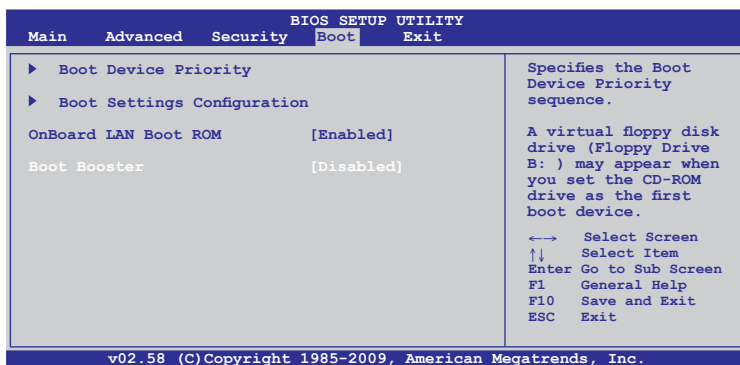 BIOS SETUP UTILITY
Main Advanced Security Boot Exit
Boot Device Priority
Boot Settings Configuration
OnBoard LAN Boot ROM [Enabled]
Boot Booster [Disabled]
Specifies the Boot
Device Priority
sequence.
A virtual floppy disk
drive (Floppy Drive
B: ) may appear when
you set the CD-ROM
drive as the first
boot device.
←→ Select Screen
↑↓ Select Item
Enter Go to Sub Screen
F1 General Help
F10 Save and Exit
ESC Exit
v02.58 (C)Copyright 1985-2009, American Megatrends, Inc.